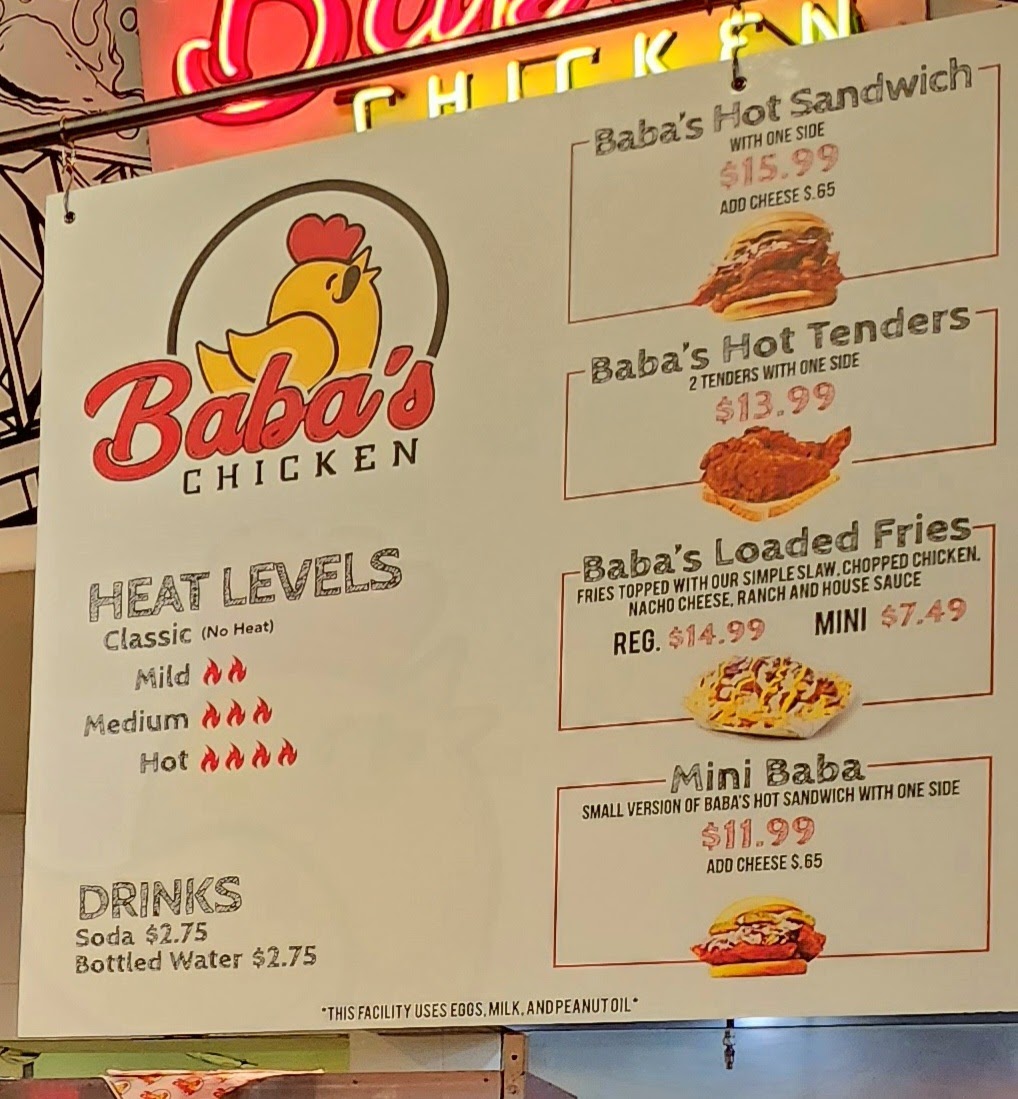 Baba's
CHICKEN
Baba's
CHICKEN
HEAT LEVELS
Classic (No Heat)
Mild
Medium
Hot
DRINKS
Soda $2.75
Bottled Water $2.75
Baba's Hot Sandwich
WITH ONE SIDE
$15.99
ADD CHEESE $.65
Baba's Hot Tenders
2 TENDERS WITH ONE SIDE
$13.99
Baba's Loaded Fries
FRIES TOPPED WITH OUR SIMPLE SLAW, CHOPPED CHICKEN,
NACHO CHEESE, RANCH AND HOUSE SAUCE
REG. $14.99 MINI $7.49
Mini Baba
SMALL VERSION OF BABA'S HOT SANDWICH WITH ONE SIDE
$11.99
ADD CHEESE $.65
*THIS FACILITY USES EGGS, MILK, AND PEANUT OIL*